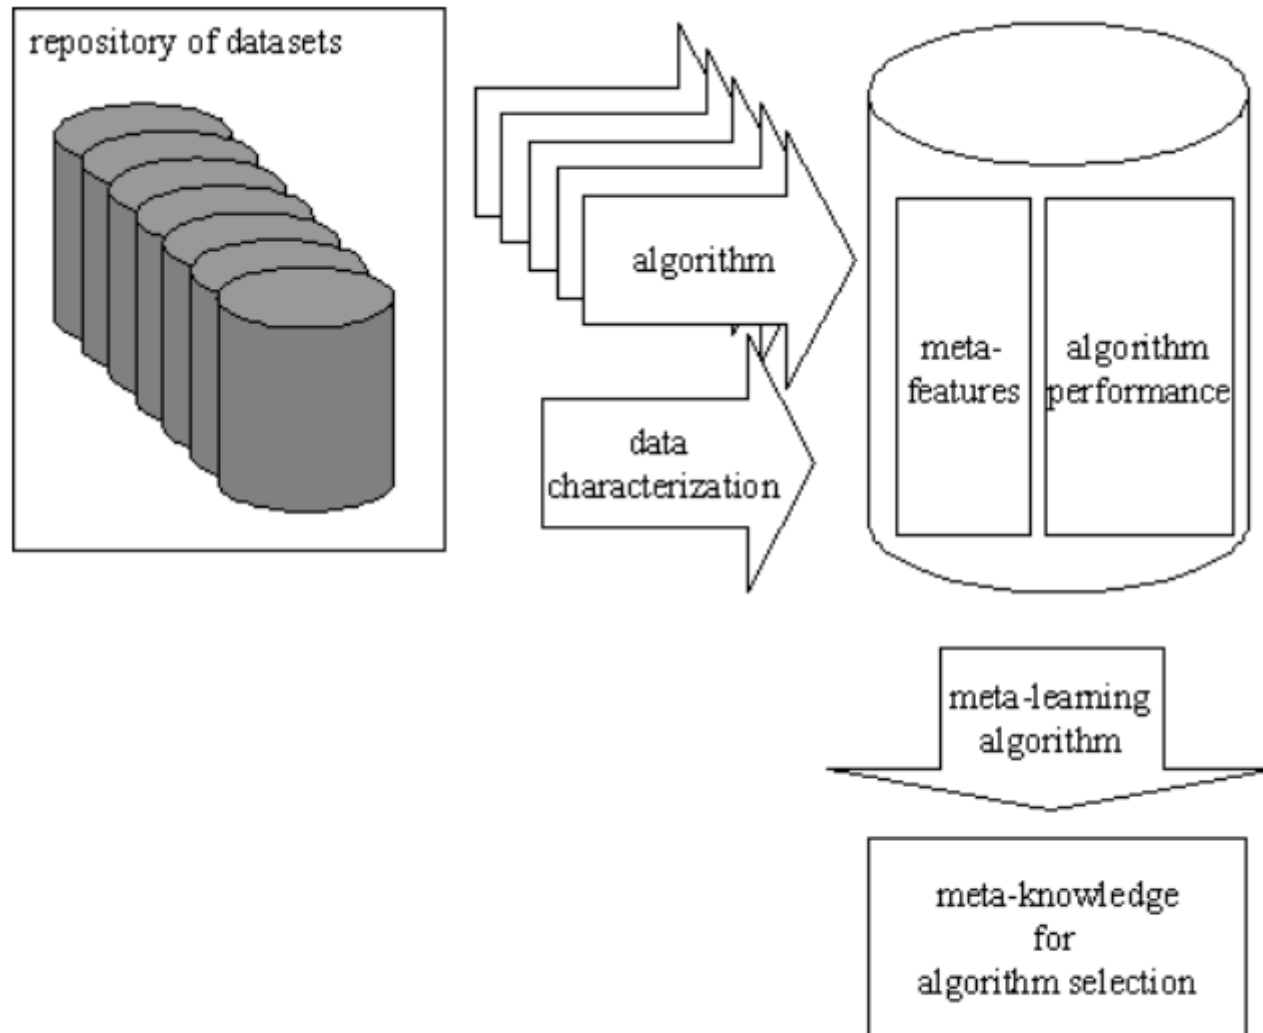 repository of datasets
algorithm
data
characterization
meta-
features
algorithm
performance
meta-learning
algorithm
meta-knowledge
for
algorithm selection